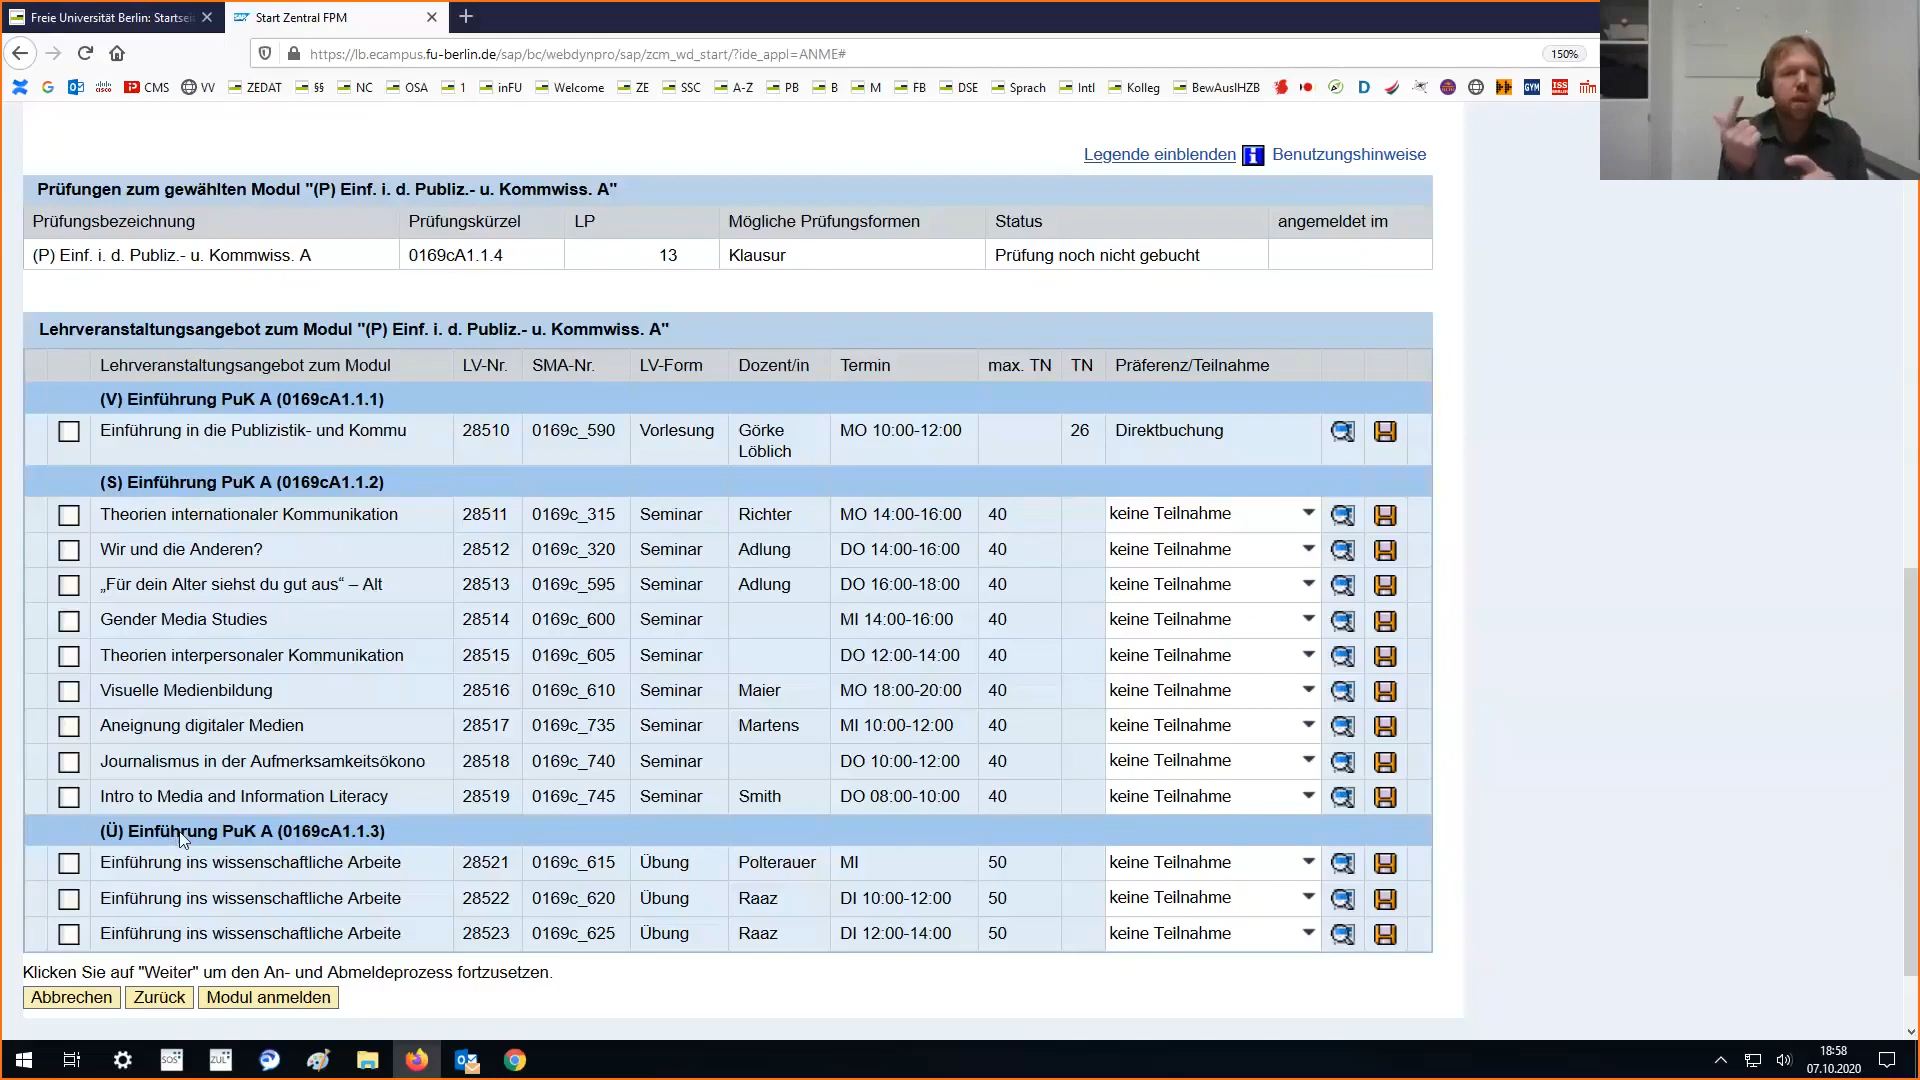 Freie Universität Berlin: Startseit
Start Zentral FPM
https://lb.ecampus.fu-berlin.de/sap/bc/webdynpro/sap/zcm_wd_start/?ide_appl=ANME#
150%
CMS VV ZEDAT §§ NC OSA 1 inFU Welcome ZE SSC A-Z PB B M FB DSE Sprach Intl Kolleg BewAusIHZB
Legende einblenden Benutzungshinweise
Prüfungen zum gewählten Modul "(P) Einf. i. d. Publiz.- u. Kommwiss. A"
Prüfungsbezeichnung Prüfungskürzel LP Mögliche Prüfungsformen Status angemeldet im
(P) Einf. i. d. Publiz.- u. Kommwiss. A 0169cA1.1.4 13 Klausur Prüfung noch nicht gebucht
Lehrveranstaltungsangebot zum Modul "(P) Einf. i. d. Publiz.- u. Kommwiss. A"
Lehrveranstaltungsangebot zum Modul LV-Nr. SMA-Nr. LV-Form Dozent/in Termin max. TN TN Präferenz/Teilnahme
(V) Einführung PuK A (0169cA1.1.1)
Einführung in die Publizistik- und Kommu 28510 0169c_590 Vorlesung Görke Löblich MO 10:00-12:00 26 Direktbuchung
(S) Einführung PuK A (0169cA1.1.2)
Theorien internationaler Kommunikation 28511 0169c_315 Seminar Richter MO 14:00-16:00 40 keine Teilnahme
Wir und die Anderen? 28512 0169c_320 Seminar Adlung DO 14:00-16:00 40 keine Teilnahme
„Für dein Alter siehst du gut aus“ – Alt 28513 0169c_595 Seminar Adlung DO 16:00-18:00 40 keine Teilnahme
Gender Media Studies 28514 0169c_600 Seminar MI 14:00-16:00 40 keine Teilnahme
Theorien interpersonaler Kommunikation 28515 0169c_605 Seminar DO 12:00-14:00 40 keine Teilnahme
Visuelle Medienbildung 28516 0169c_610 Seminar Maier MO 18:00-20:00 40 keine Teilnahme
Aneignung digitaler Medien 28517 0169c_735 Seminar Martens MI 10:00-12:00 40 keine Teilnahme
Journalismus in der Aufmerksamkeitsökono 28518 0169c_740 Seminar DO 10:00-12:00 40 keine Teilnahme
Intro to Media and Information Literacy 28519 0169c_745 Seminar Smith DO 08:00-10:00 40 keine Teilnahme
(Ü) Einführung PuK A (0169cA1.1.3)
Einführung ins wissenschaftliche Arbeite 28521 0169c_615 Übung Polterauer MI 50 keine Teilnahme
Einführung ins wissenschaftliche Arbeite 28522 0169c_620 Übung Raaz DI 10:00-12:00 50 keine Teilnahme
Einführung ins wissenschaftliche Arbeite 28523 0169c_625 Übung Raaz DI 12:00-14:00 50 keine Teilnahme
Klicken Sie auf "Weiter" um den An- und Abmeldeprozess fortzusetzen.
Abbrechen Zurück Modul anmelden
18:58
07.10.2020